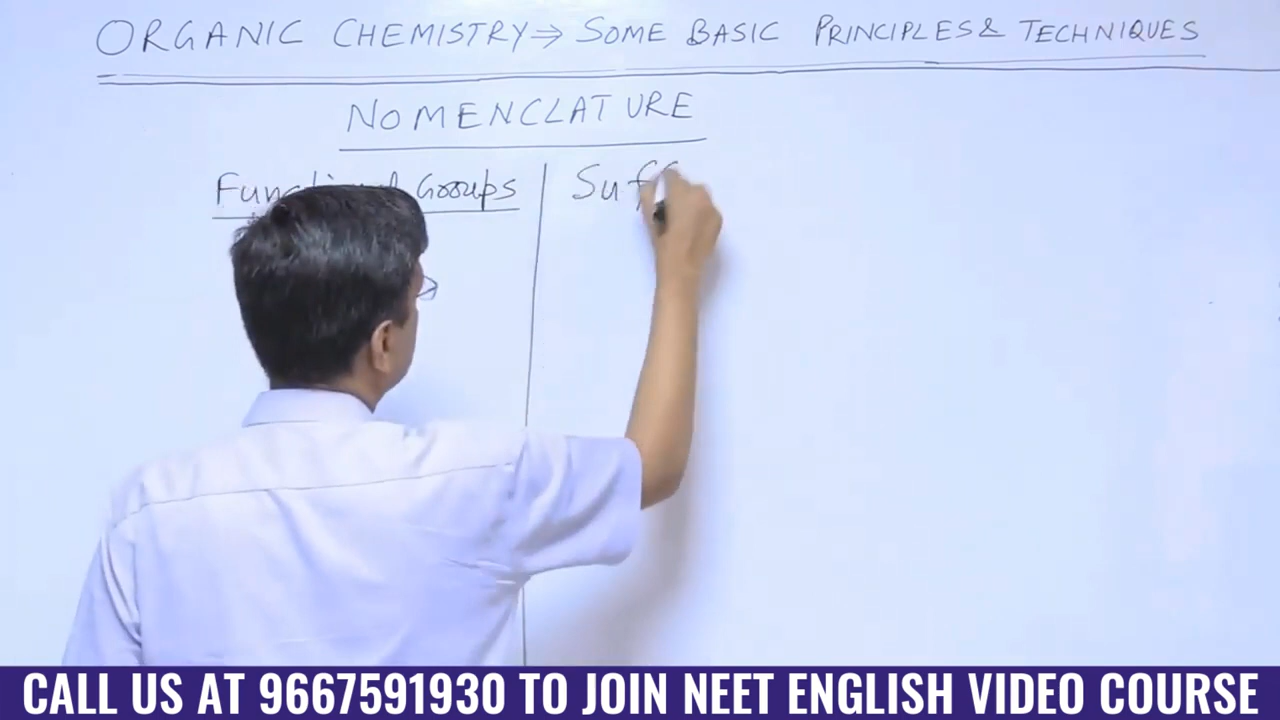 ORGANIC CHEMISTRY ⇒ SOME BASIC PRINCIPLES & TECHNIQUES
NOMENCLATURE
Groups
CALL US AT 9667591930 TO JOIN NEET ENGLISH VIDEO COURSE